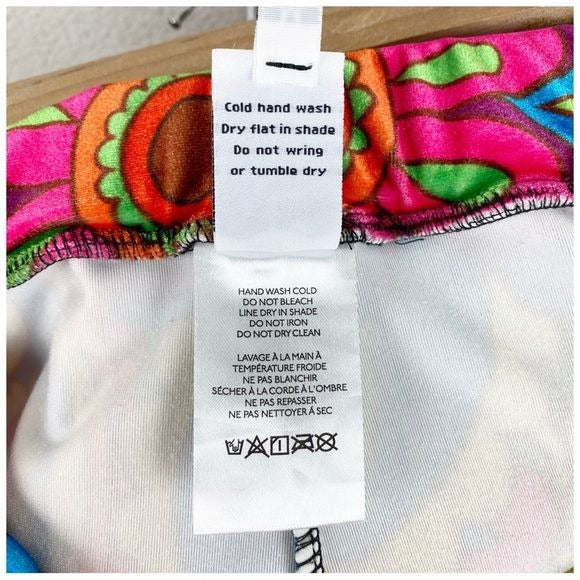 Cold hand wash
Dry flat in shade
Do not wring
or tumble dry
HAND WASH COLD
DO NOT BLEACH
LINE DRY IN SHADE
DO NOT IRON
DO NOT DRY CLEAN
LAVAGE À LA MAIN À
TEMPÉRATURE FROIDE
NE PAS BLANCHIR
SÉCHER À LA CORDE À L'OMBRE
NE PAS REPASSER
NE PAS NETTOYER Á SEC